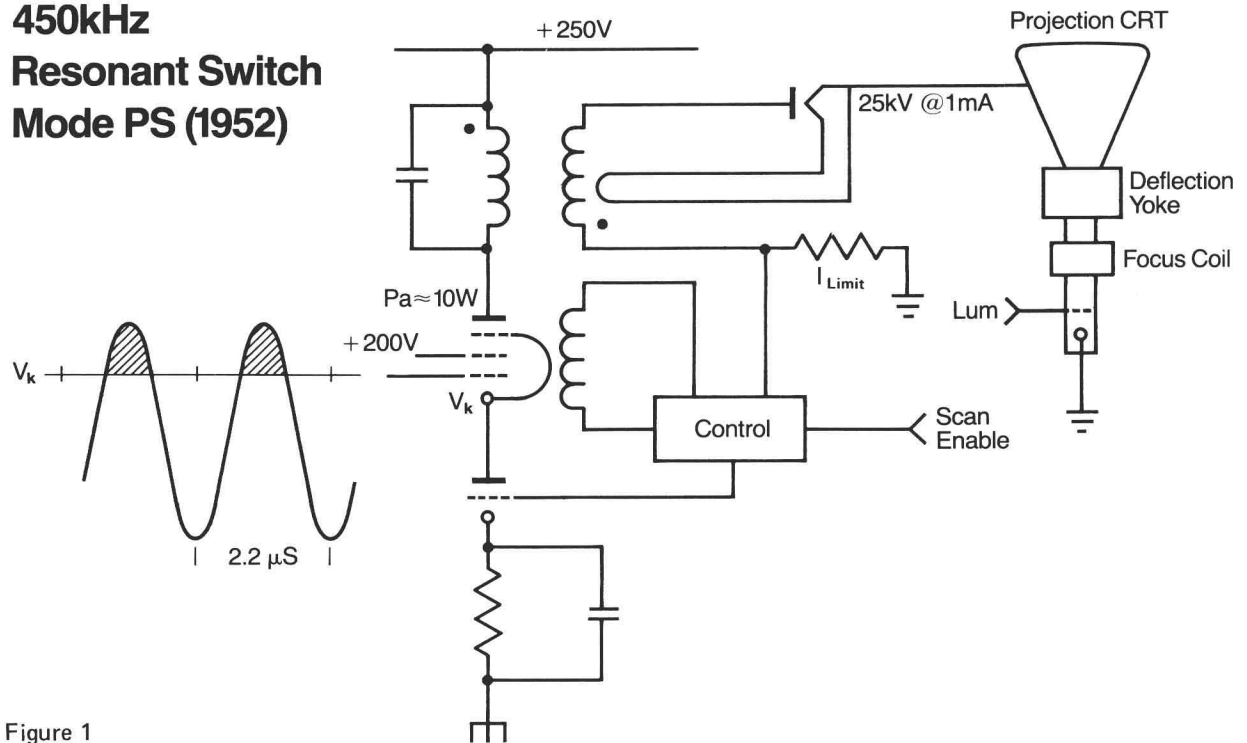 450kHz
Resonant Switch
Mode PS (1952)
+250V
Projection CRT
25kV @1mA
Deflection
Yoke
Focus Coil
I Limit
Lum
Pa≈10W
+200V
Vk
Vk
Control
Scan
Enable
2.2 μS
Figure 1